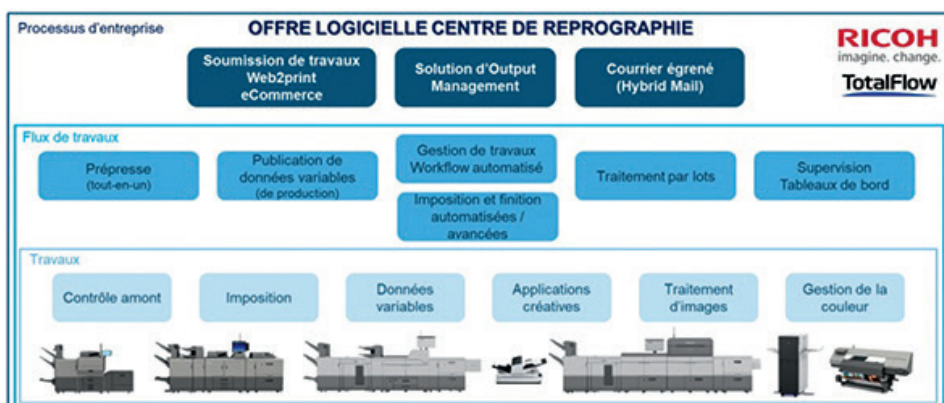 Processus d'entreprise
OFFRE LOGICIELLE CENTRE DE REPROGRAPHIE
RICOH
imagine. change.
TotalFlow
Soumission de travaux
Web2print
eCommerce
Solution d'Output
Management
Courrier égrené
(Hybrid Mail)
Flux de travaux
Prépresse
(tout-en-un)
Publication de
données variables
(de production)
Gestion de travaux
Workflow automatisé
Imposition et finition
automatisées /
avancées
Traitement par lots
Supervision
Tableaux de bord
Travaux
Contrôle amont
Imposition
Données
variables
Applications
créatives
Traitement
d'images
Gestion de la
couleur